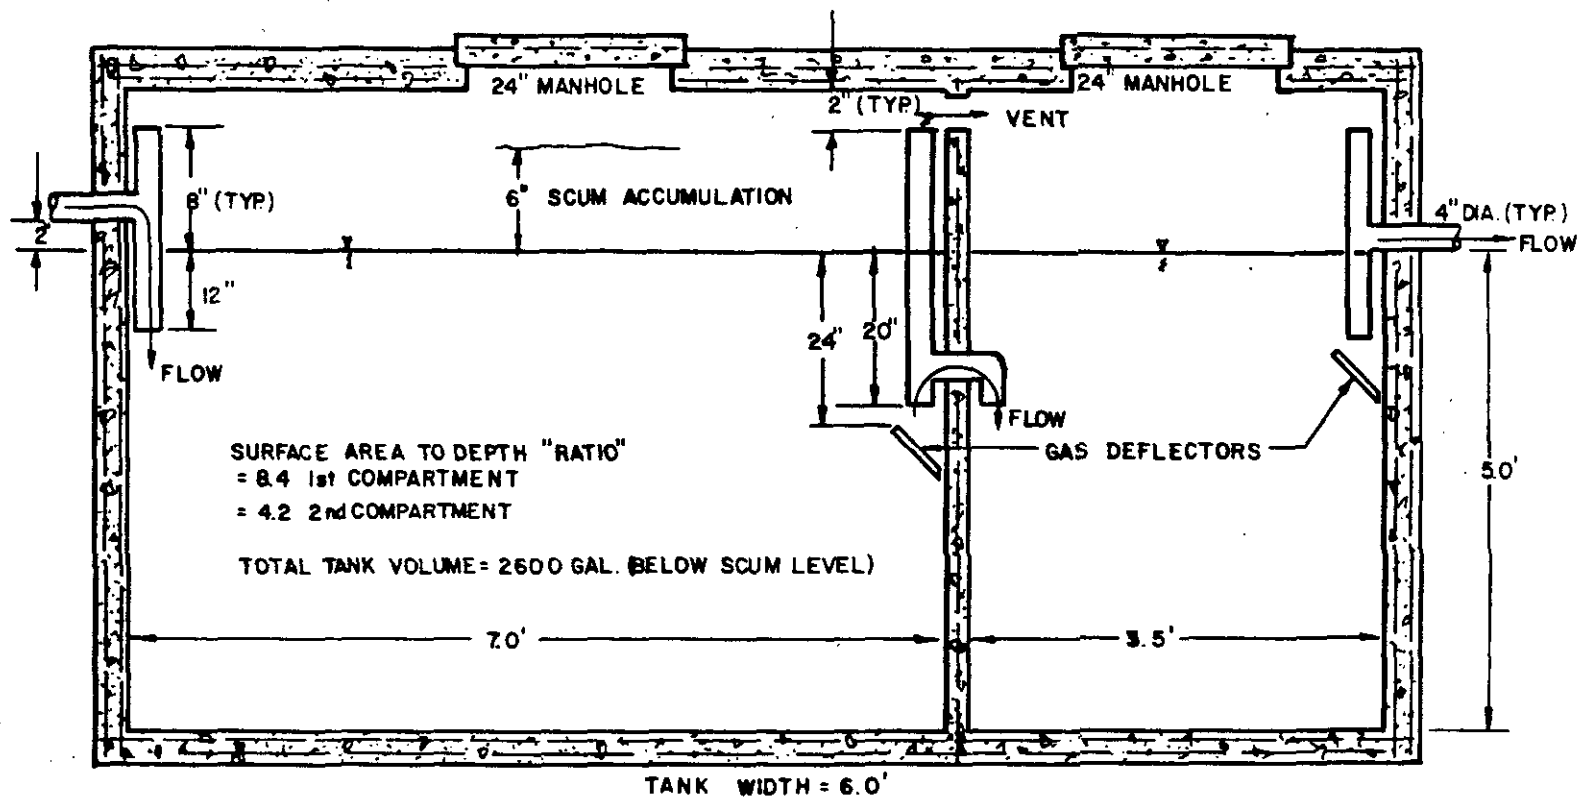 24" MANHOLE
2" (TYP.)
VENT
24" MANHOLE
8" (TYP.)
6" SCUM ACCUMULATION
4" DIA. (TYP.)
FLOW
2"
12"
24"
20"
FLOW
FLOW
GAS DEFLECTORS
SURFACE AREA TO DEPTH "RATIO"
= 8.4 1st COMPARTMENT
= 4.2 2nd COMPARTMENT
5.0'
TOTAL TANK VOLUME = 2600 GAL. (BELOW SCUM LEVEL)
7.0'
3.5'
TANK WIDTH = 6.0'